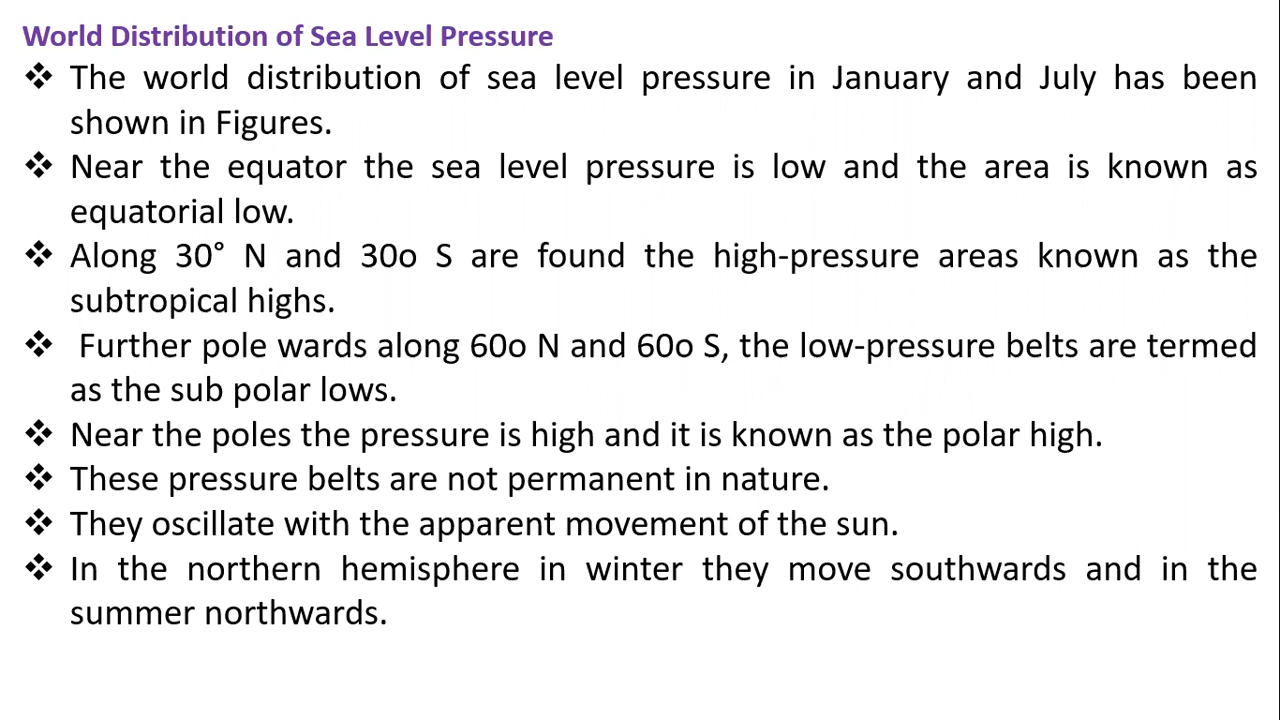 World Distribution of Sea Level Pressure
❖ The world distribution of sea level pressure in January and July has been
shown in Figures.
❖ Near the equator the sea level pressure is low and the area is known as
equatorial low.
❖ Along 30° N and 30o S are found the high-pressure areas known as the
subtropical highs.
❖ Further pole wards along 60o N and 60o S, the low-pressure belts are termed
as the sub polar lows.
❖ Near the poles the pressure is high and it is known as the polar high.
❖ These pressure belts are not permanent in nature.
❖ They oscillate with the apparent movement of the sun.
❖ In the northern hemisphere in winter they move southwards and in the
summer northwards.